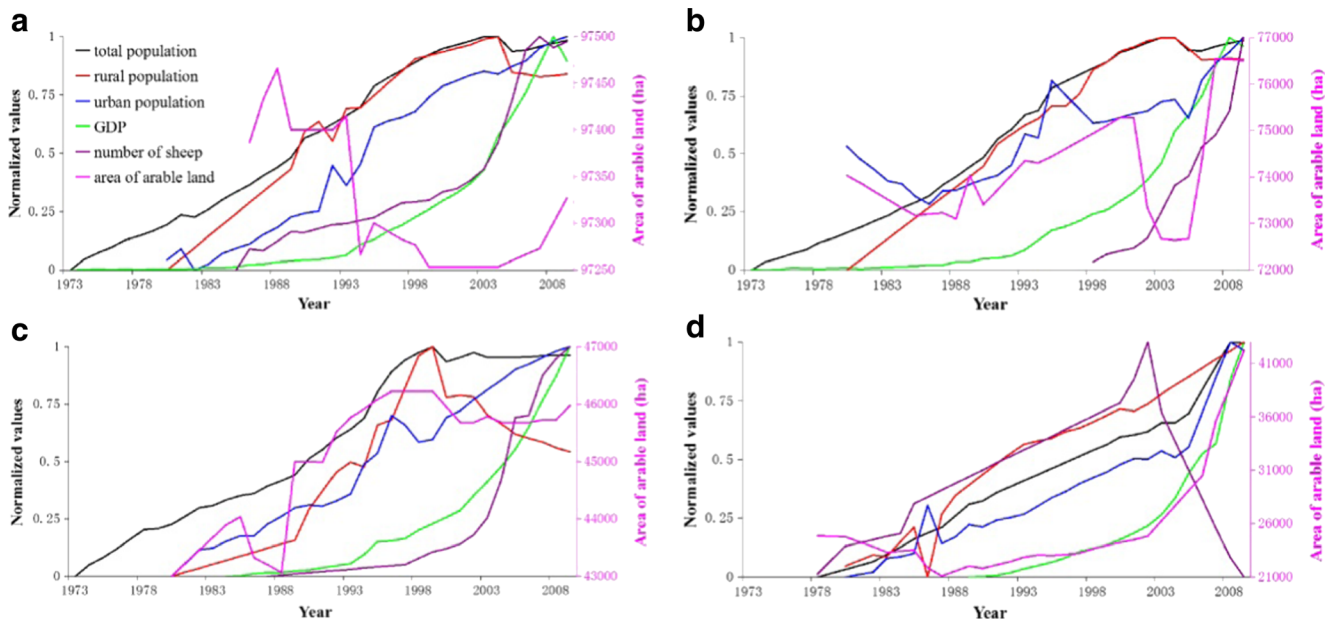 a
1
0.75
0.5
0.25
0
Normalized values
total population
rural population
urban population
GDP
number of sheep
area of arable land
97500
97450
97400
97350
97300
97250
Area of arable land (ha)
1973 1978 1983 1988 1993 1998 2003 2008
Year
b
1
0.75
0.5
0.25
0
Normalized values
77000
76000
75000
74000
73000
72000
Area of arable land (ha)
1973 1978 1983 1988 1993 1998 2003 2008
Year
c
1
0.75
0.5
0.25
0
Normalized values
47000
46000
45000
44000
43000
Area of arable land (ha)
1973 1978 1983 1988 1993 1998 2003 2008
Year
d
1
0.75
0.5
0.25
0
Normalized values
41000
36000
31000
26000
21000
Area of arable land (ha)
1973 1978 1983 1988 1993 1998 2003 2008
Year